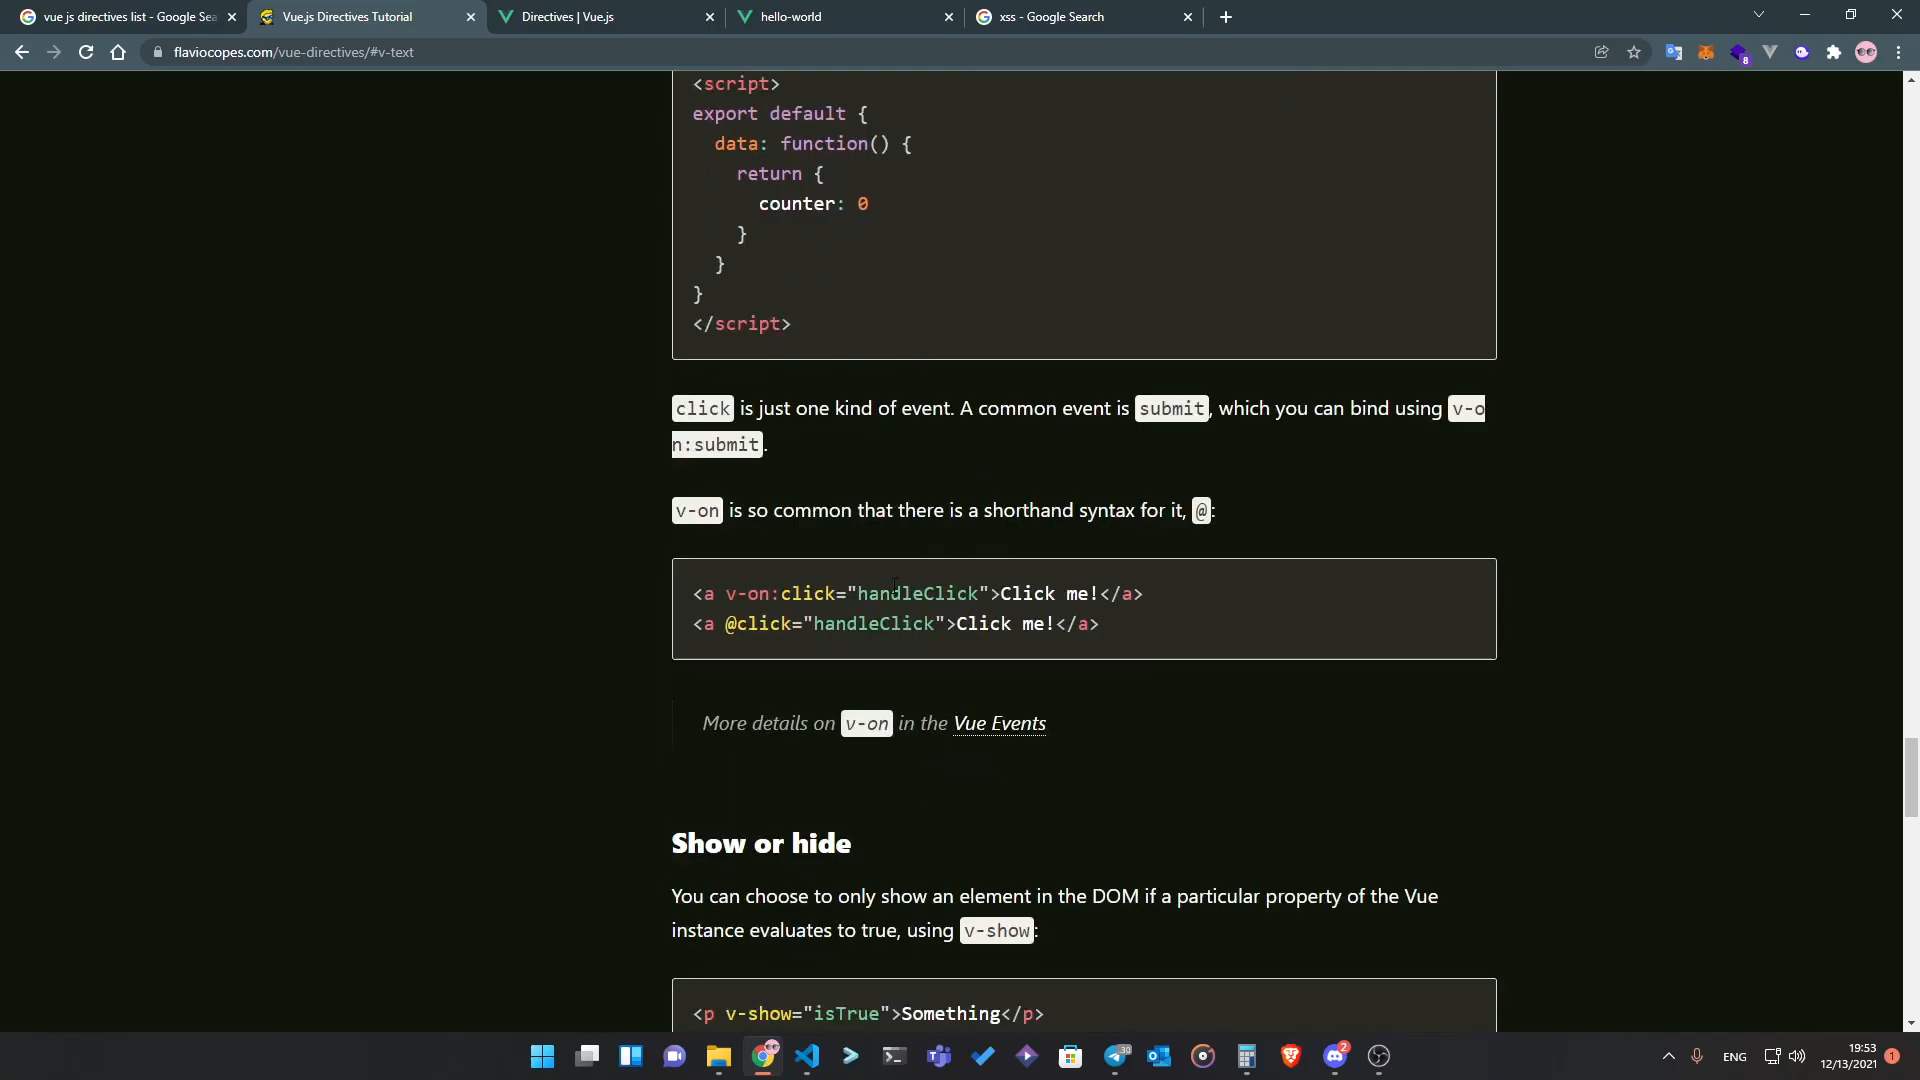 vue js directives list - Google Sea
Vue.js Directives Tutorial
Directives | Vue.js
hello-world
xss - Google Search
flaviocopes.com/vue-directives/#v-text
8
<script>
export default {
data: function() {
return {
counter: 0
}
}
}
</script>
click is just one kind of event. A common event is submit, which you can bind using v-o
n:submit.
v-on is so common that there is a shorthand syntax for it, @:
<a v-on:click="handleClick">Click me!</a>
<a @click="handleClick">Click me!</a>
More details on v-on in the Vue Events
Show or hide
You can choose to only show an element in the DOM if a particular property of the Vue
instance evaluates to true, using v-show:
<p v-show="isTrue">Something</p>
30
2
ENG
19:53
12/13/2021
1